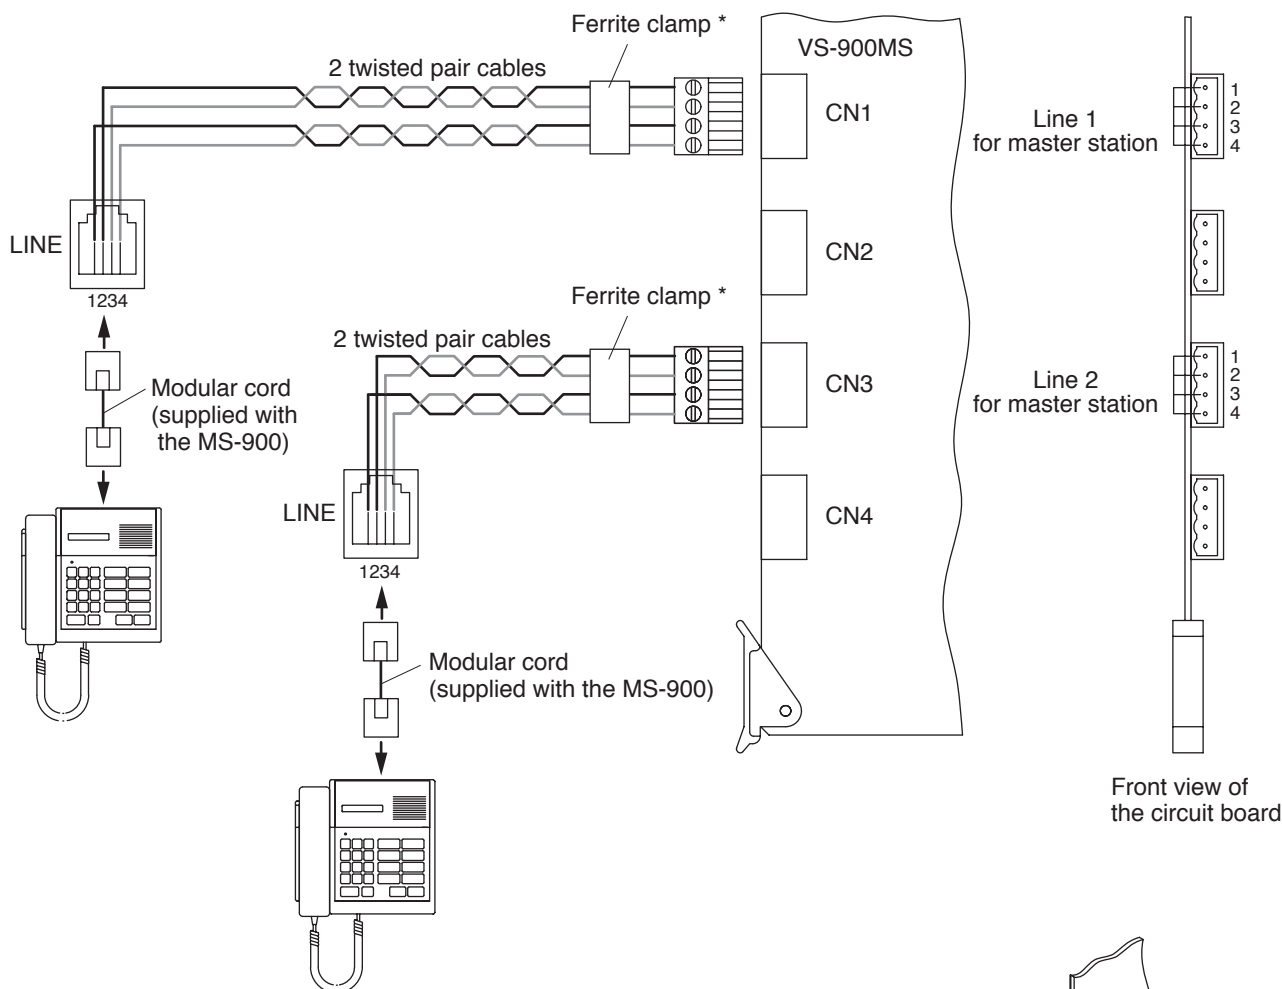 Ferrite clamp *
VS-900MS
2 twisted pair cables
CN1
Line 1
for master station
1
2
3
4
LINE
1234
CN2
Ferrite clamp *
2 twisted pair cables
Modular cord
(supplied with
the MS-900)
CN3
Line 2
for master station
1
2
3
4
LINE
1234
CN4
Modular cord
(supplied with the MS-900)
Front view of
the circuit board